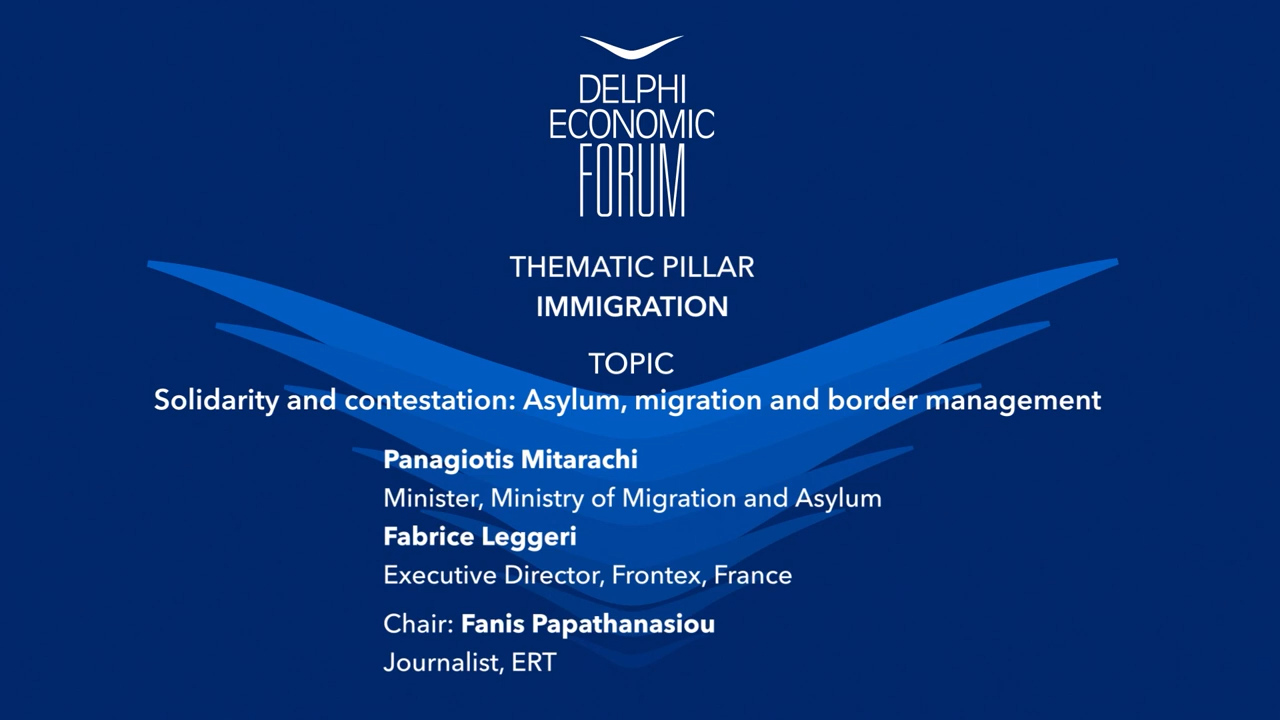 DELPHI
ECONOMIC
FORUM
THEMATIC PILLAR
IMMIGRATION
TOPIC
Solidarity and contestation: Asylum, migration and border management
Panagiotis Mitarachi
Minister, Ministry of Migration and Asylum
Fabrice Leggeri
Executive Director, Frontex, France
Chair: Fanis Papathanasiou
Journalist, ERT